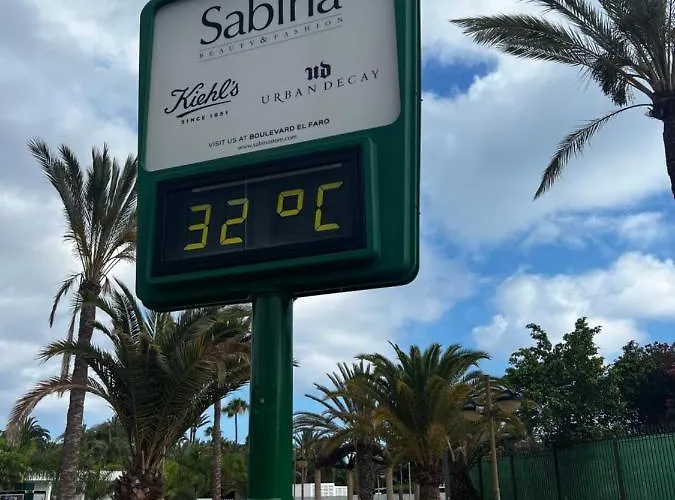 Sabina
BEAUTY & FASHION
Kiehl's
SINCE 1851
UD
URBAN DECAY
VISIT US AT BOULEVARD EL FARO
www.sabinastore.com
32°C